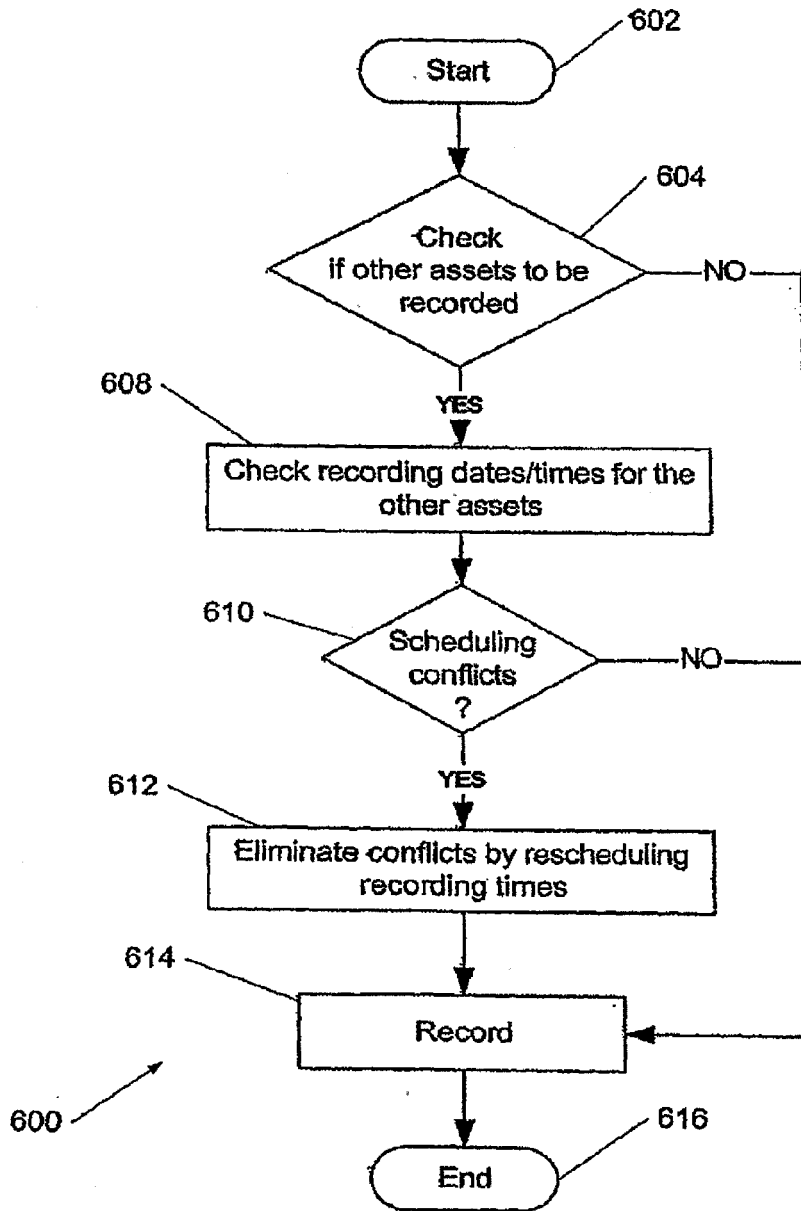 602
Start
604
Check
if other assets to be
recorded
NO
YES
608
Check recording dates/times for the
other assets
610
Scheduling
conflicts
?
NO
YES
612
Eliminate conflicts by rescheduling
recording times
614
Record
600
616
End